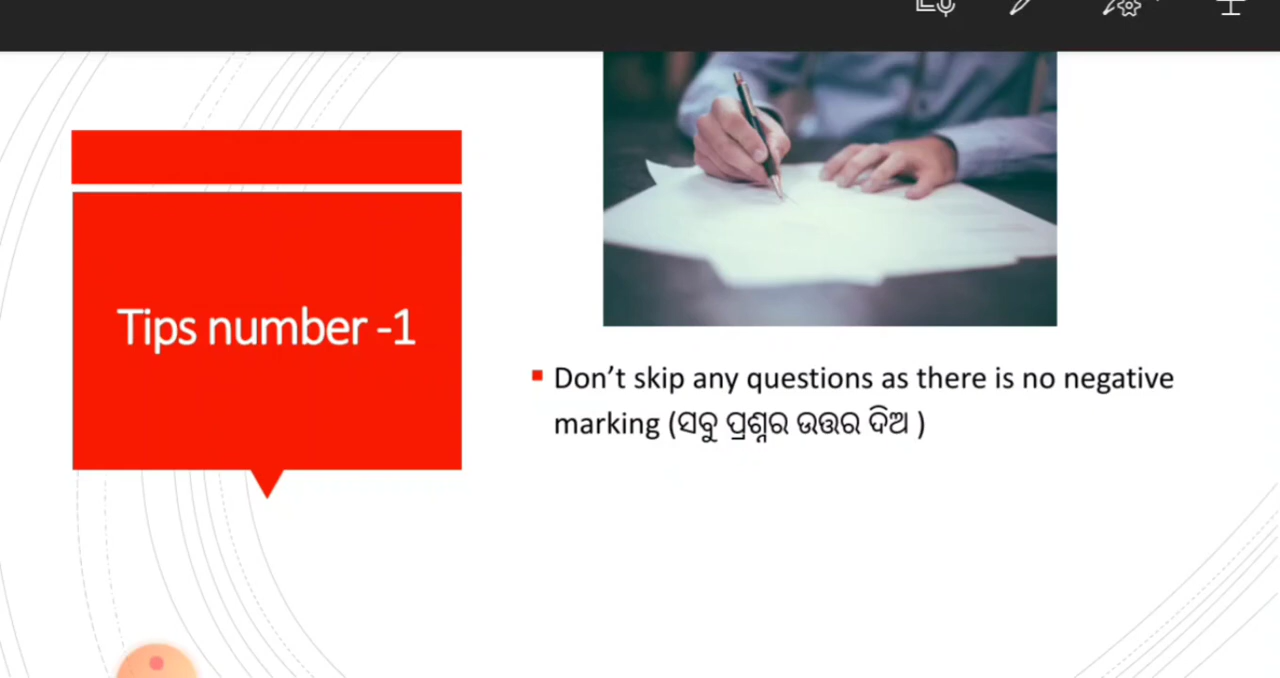 Tips number -1
Don’t skip any questions as there is no negative
marking (ସବୁ ପ୍ରଶ୍ନର ଉତ୍ତର ଦିଅ )